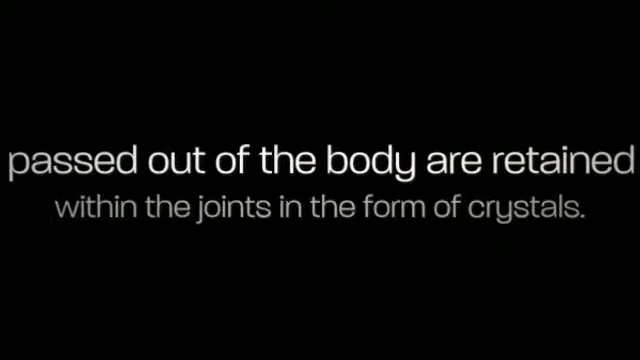 passed out of the body are retained
within the joints in the form of crystals.